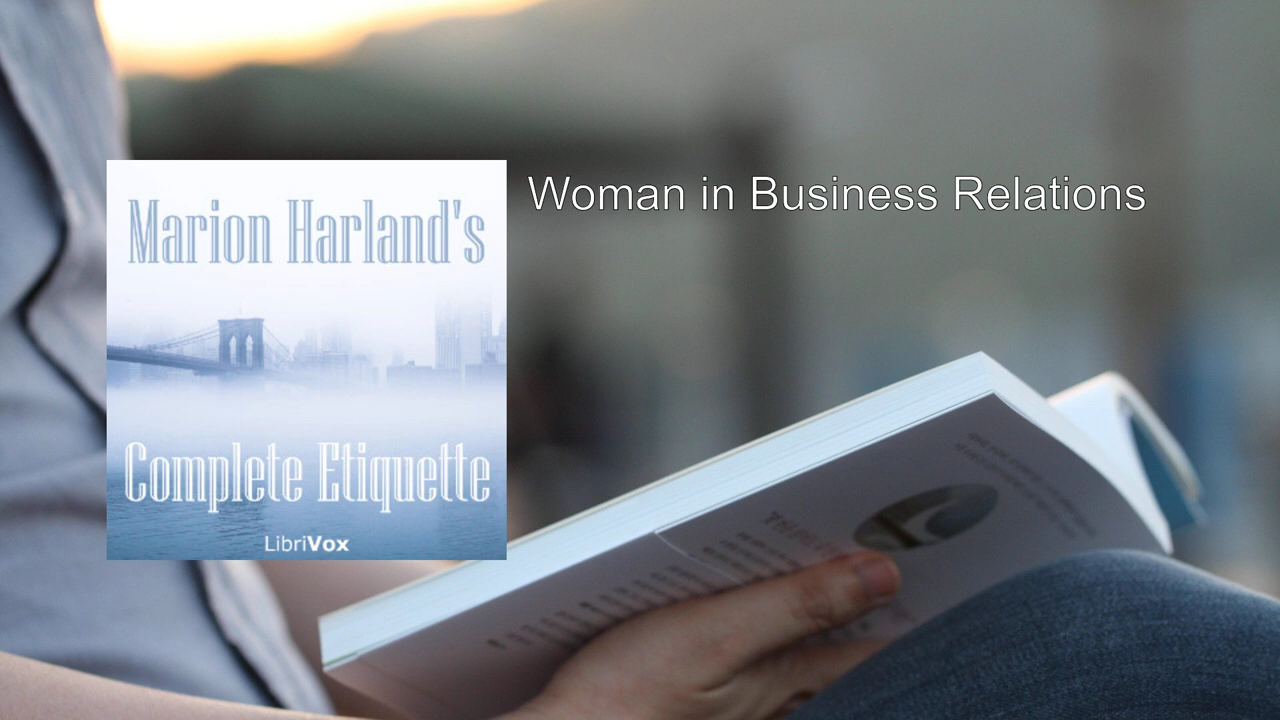 Marion Harland's
Complete Etiquette
LibriVox
Woman in Business Relations